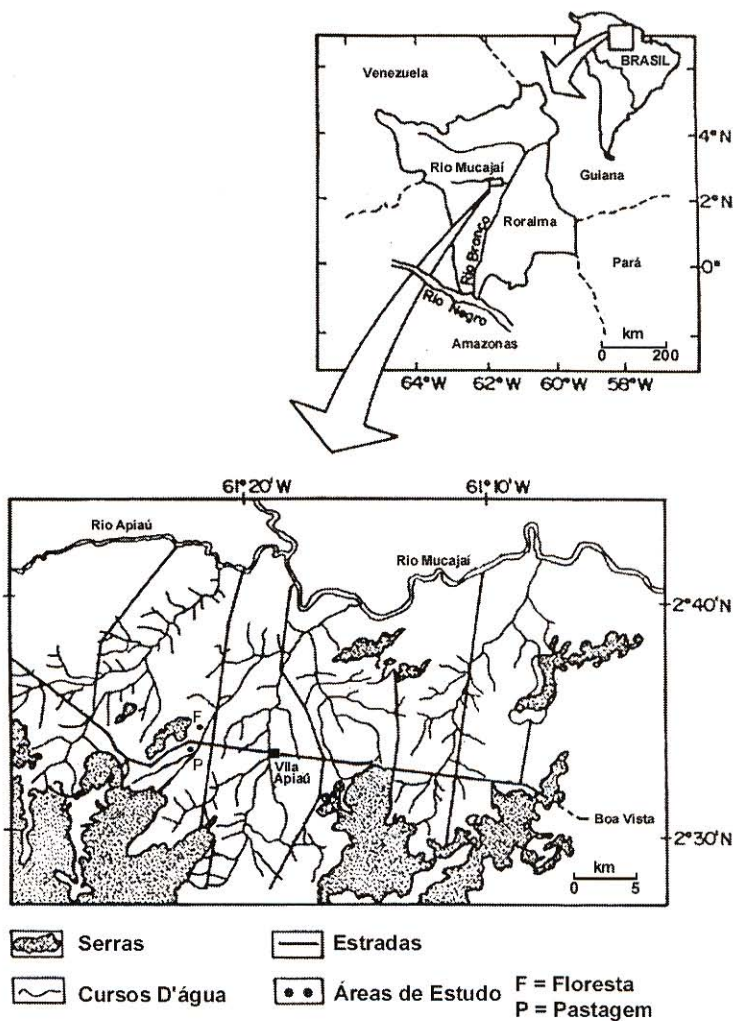 BRASIL
Venezuela
4°N
Rio Mucajaí
Guiana
2°N
Roralma
Rio Branco
Pará
0°
Rio Negro
km
Amazonas
0 200
64°W 62°W 60°W 58°W
61°20'W 61°10'W
Rio Apiaú
Rio Mucajaí
2°40'N
F
P
Vila
Apiaú
Boa Vista
2°30'N
km
0 5
Serras
Estradas
Cursos D'água
Áreas de Estudo
F = Floresta
P = Pastagem